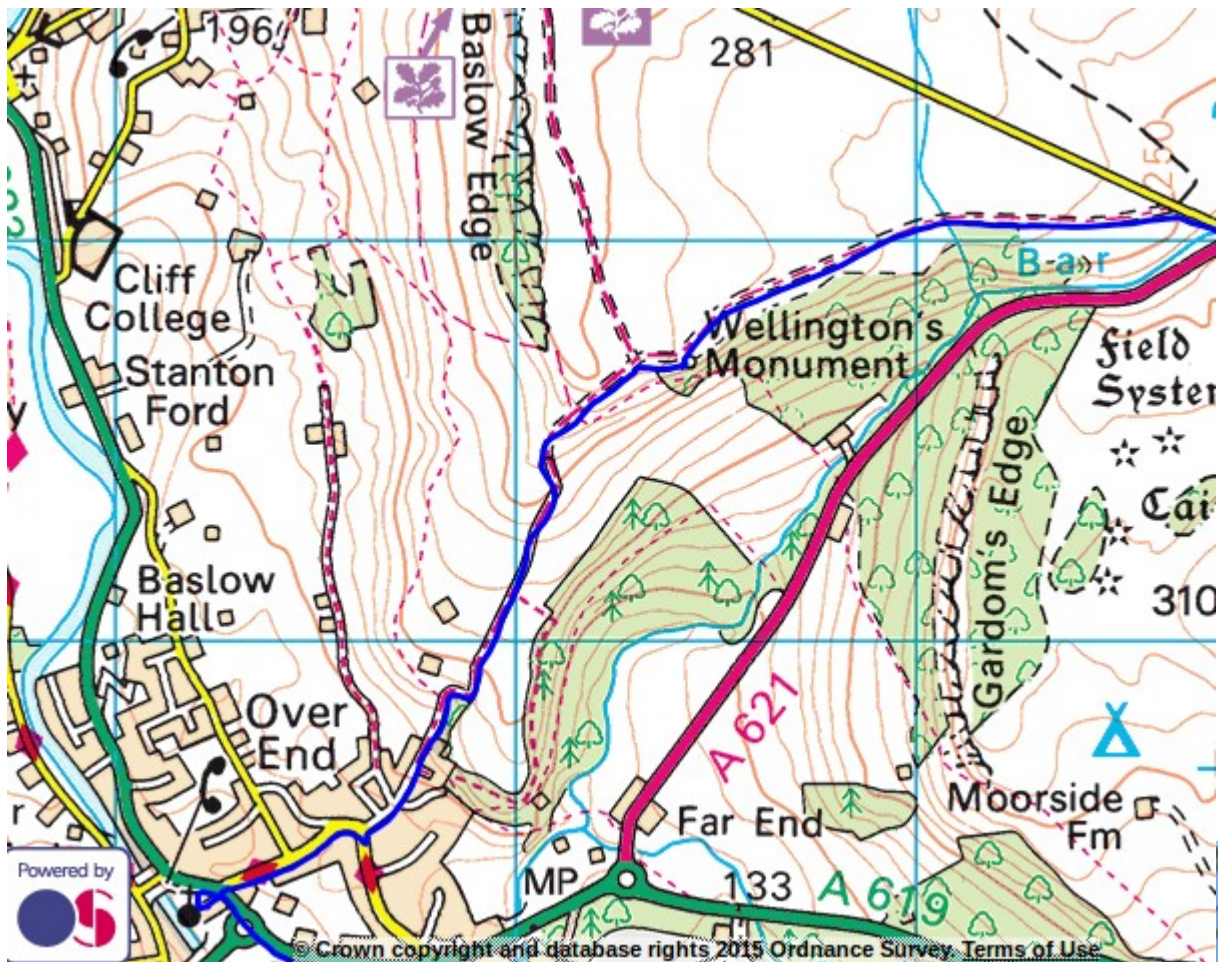 196
Baslow Edge
281
250
Cliff
College
Stanton
Ford
Wellington's
Monument
Bar
Field
System
Gardom's Edge
310
Baslow
Hall
Over
End
A 621
Moorside
Fm
Far End
MP
133
A 619
r
y
Powered by
OS
© Crown copyright and database rights 2015 Ordnance Survey. Terms of Use